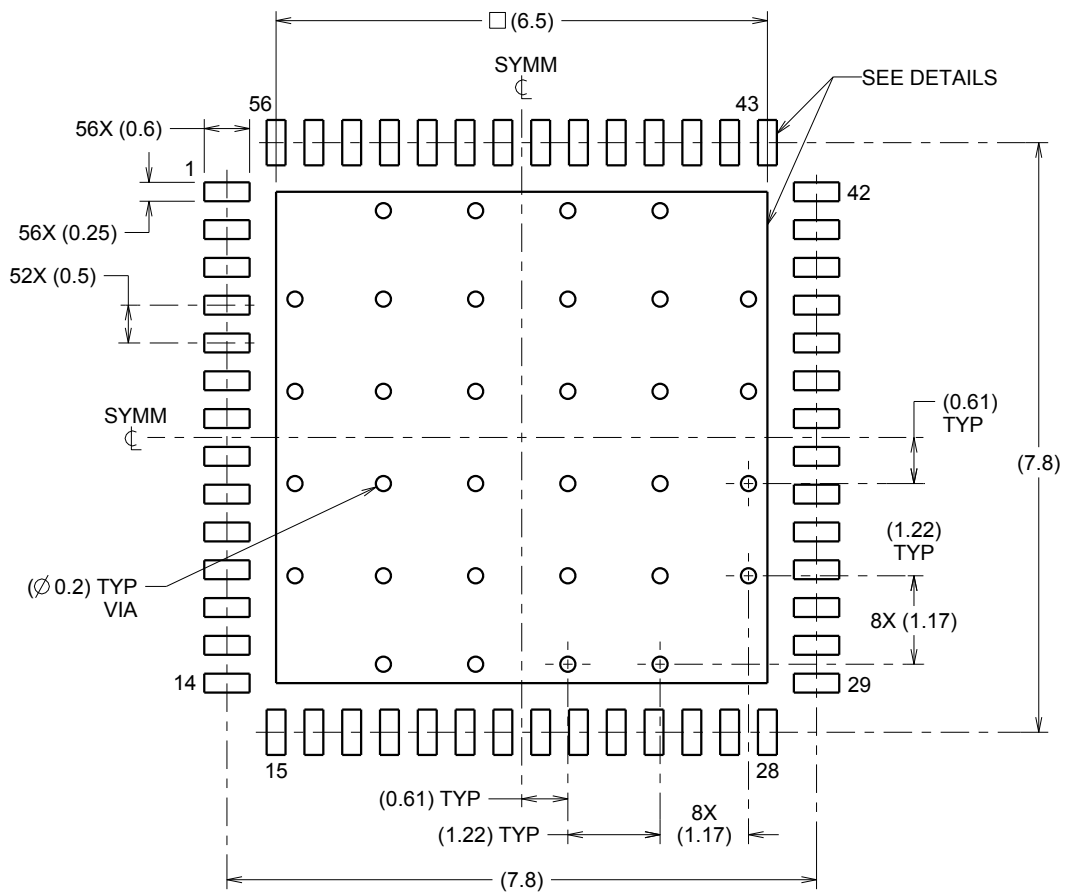 □ (6.5)
SYMM
℄
SEE DETAILS
56
43
56X (0.6)
1
42
56X (0.25)
52X (0.5)
SYMM
℄
(0.61)
TYP
(7.8)
(1.22)
TYP
(∅ 0.2) TYP
VIA
8X (1.17)
14
29
15
28
(0.61) TYP
8X
(1.17)
(1.22) TYP
(7.8)